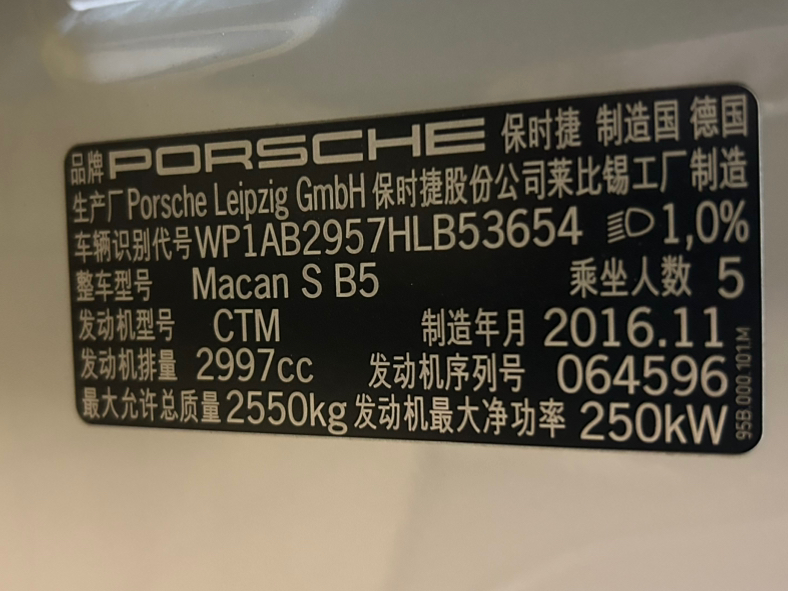 品牌 PORSCHE 保时捷 制造国 德国
生产厂 Porsche Leipzig GmbH 保时捷股份公司莱比锡工厂制造
车辆识别代号 WP1AB2957HLB53654 1,0%
整车型号 Macan S B5 乘坐人数 5
发动机型号 CTM 制造年月 2016.11
发动机排量 2997cc 发动机序列号 064596
最大允许总质量 2550kg 发动机最大净功率 250kW
95B.000.101.M